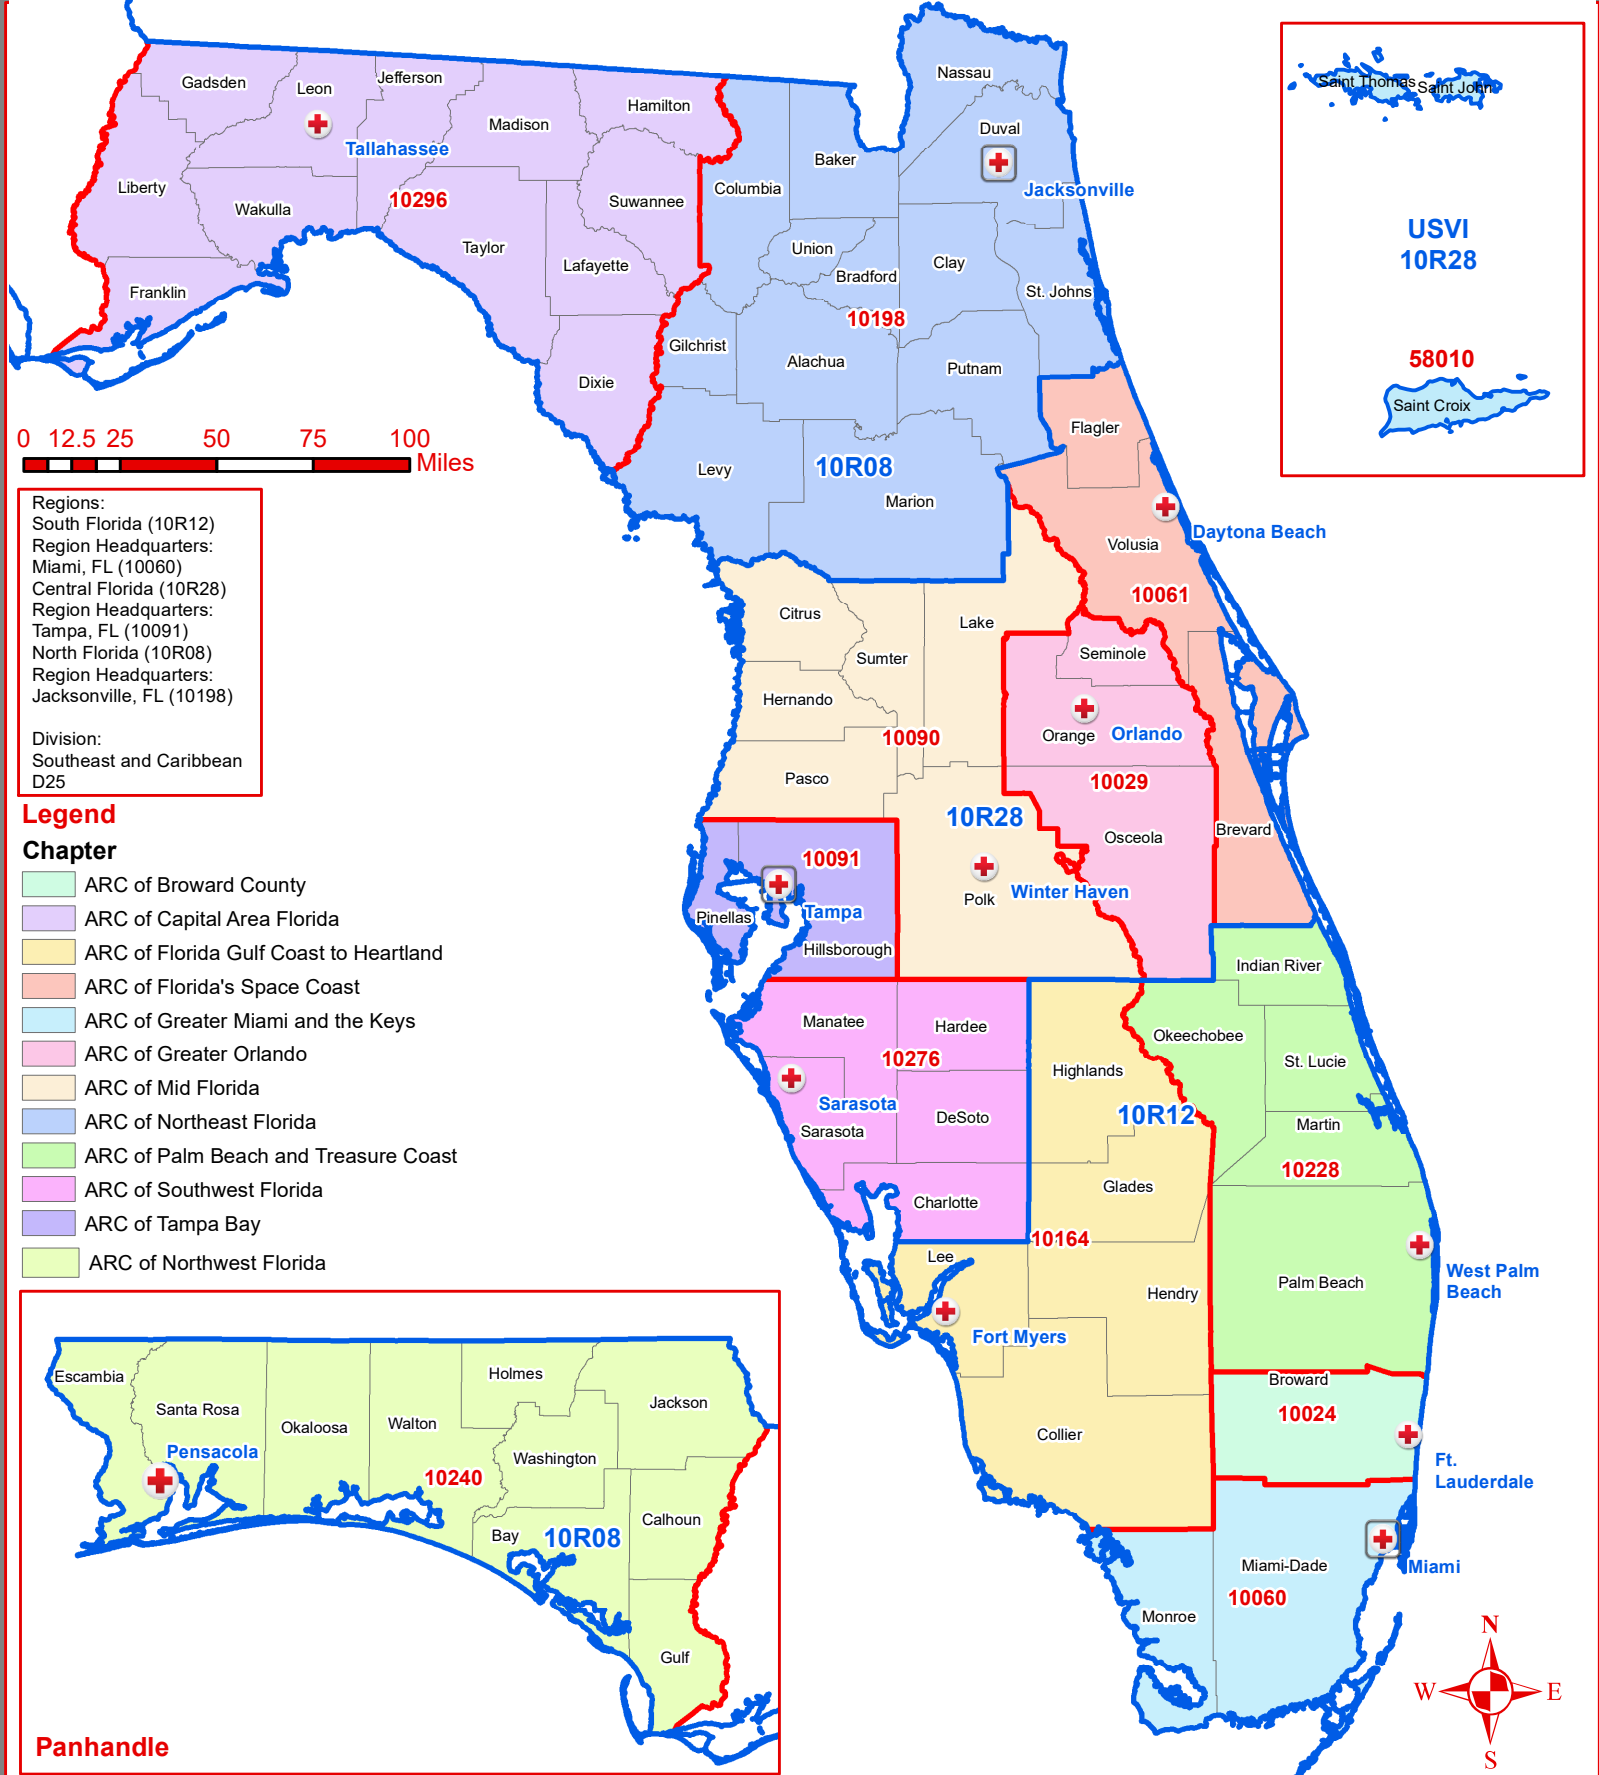 Nassau
Gadsden
Leon
Jefferson
Hamilton
Madison
Duval
Tallahassee
Baker
Liberty
Columbia
Jacksonville
10296
Wakulla
Suwannee
Taylor
Union
Lafayette
Bradford
Clay
Franklin
St. Johns
10198
Gilchrist
Alachua
Putnam
Dixie
Flagler
Levy
10R08
Marion
Daytona Beach
Volusia
10061
Citrus
Lake
Sumter
Seminole
Hernando
Orange
Orlando
10090
Pasco
10029
10R28
Osceola
Brevard
10091
Polk
Winter Haven
Pinellas
Tampa
Hillsborough
Indian River
Manatee
Hardee
Okeechobee
10276
St. Lucie
Highlands
Sarasota
DeSoto
10R12
Sarasota
Martin
10228
Glades
Charlotte
10164
Lee
Hendry
Palm Beach
West Palm
Beach
Fort Myers
Broward
10024
Collier
Ft.
Lauderdale
Miami-Dade
Miami
10060
Monroe
Saint Thomas
Saint John
USVI
10R28
58010
Saint Croix
0 12.5 25 50 75 100
Miles
Regions:
South Florida (10R12)
Region Headquarters:
Miami, FL (10060)
Central Florida (10R28)
Region Headquarters:
Tampa, FL (10091)
North Florida (10R08)
Region Headquarters:
Jacksonville, FL (10198)
Division:
Southeast and Caribbean
D25
Legend
Chapter
ARC of Broward County
ARC of Capital Area Florida
ARC of Florida Gulf Coast to Heartland
ARC of Florida's Space Coast
ARC of Greater Miami and the Keys
ARC of Greater Orlando
ARC of Mid Florida
ARC of Northeast Florida
ARC of Palm Beach and Treasure Coast
ARC of Southwest Florida
ARC of Tampa Bay
ARC of Northwest Florida
Escambia
Holmes
Santa Rosa
Jackson
Okaloosa
Walton
Pensacola
Washington
10240
Calhoun
Bay
10R08
Gulf
Panhandle
N
W
E
S